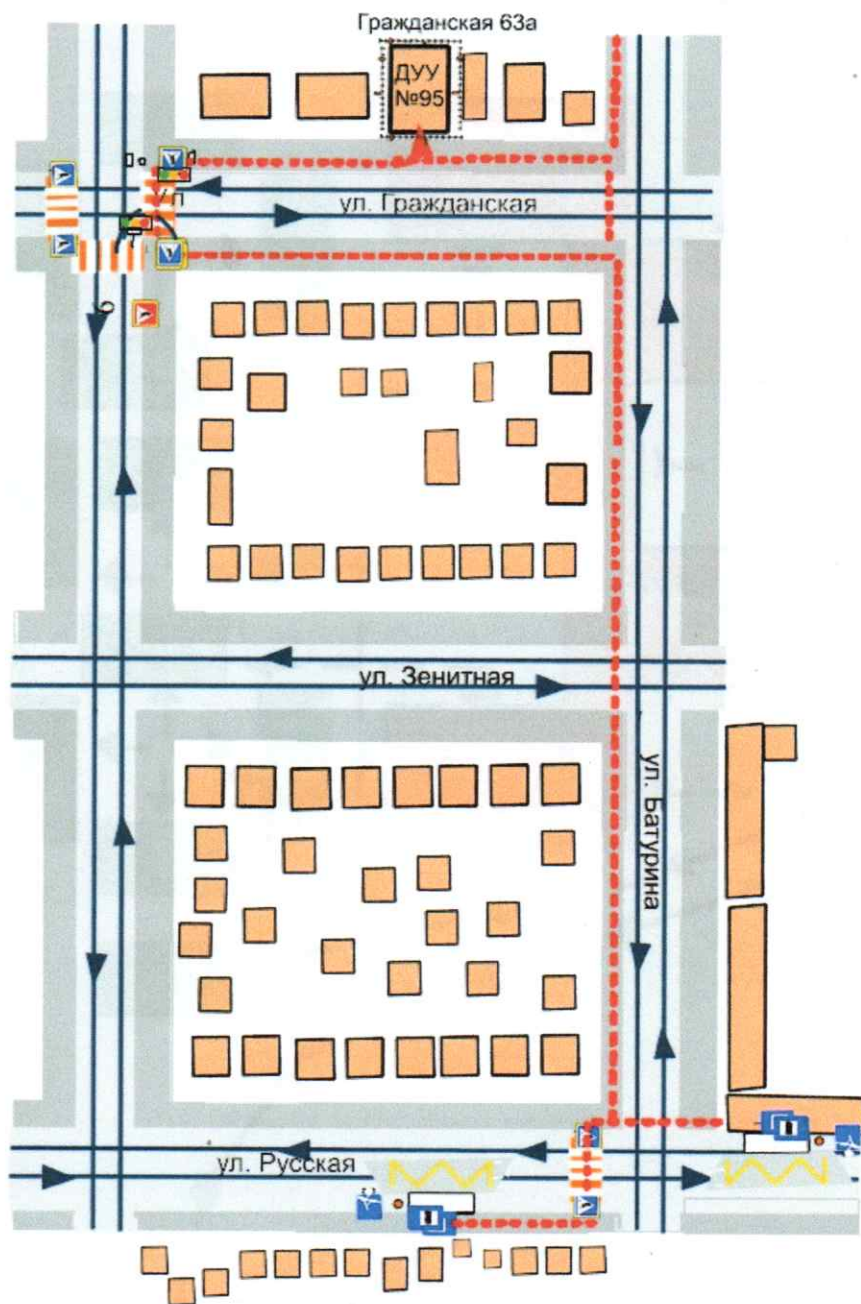 Гражданская 63а
ДУУ
№95
ул. Гражданская
ул. Зенитная
ул. Батурина
ул. Русская